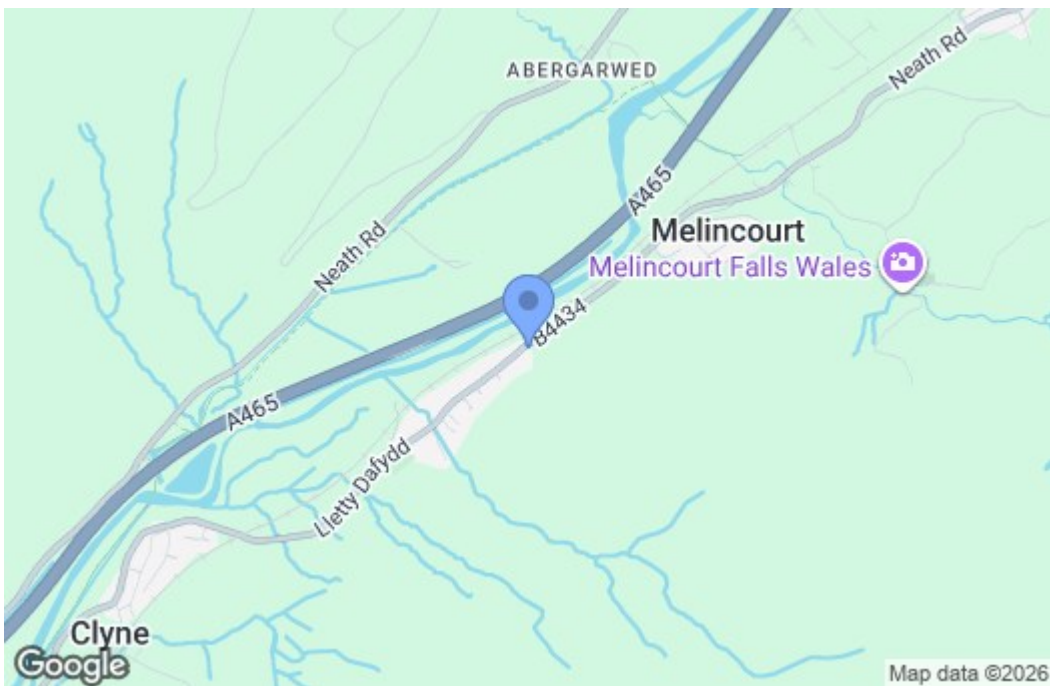 ABERGARWED
Neath Rd
A465
Neath Rd
Melincourt
Melincourt Falls Wales
B4434
A465
Lletty Dafydd
Clyne
Google
Map data ©2026